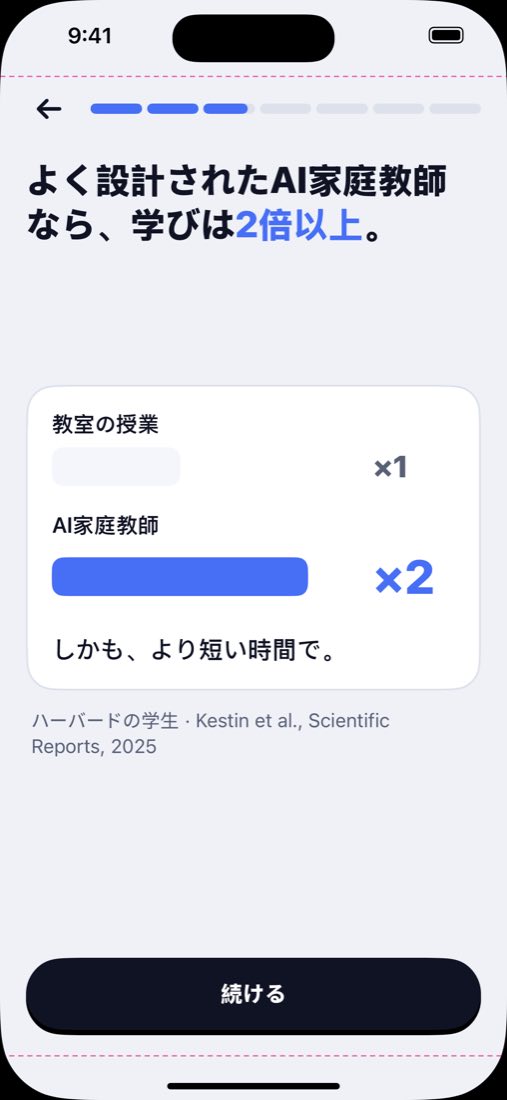 9:41
よく設計されたAI家庭教師
なら、学びは2倍以上。
教室の授業
×1
AI家庭教師
×2
しかも、より短い時間で。
ハーバードの学生 · Kestin et al., Scientific
Reports, 2025
続ける